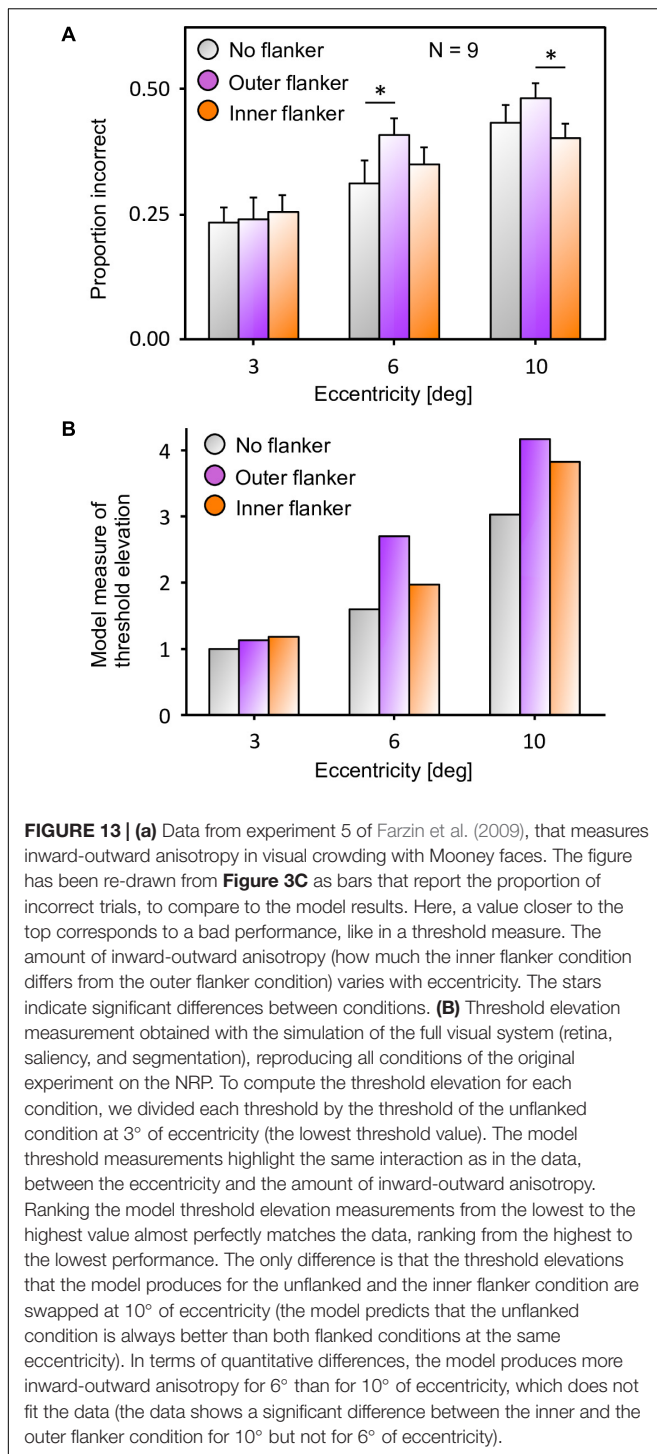 A
No flanker
Outer flanker
Inner flanker
N = 9
*
*
0.50
0.25
0.00
Proportion incorrect
3
6
10
Eccentricity [deg]
B
No flanker
Outer flanker
Inner flanker
4
3
2
1
0
Model measure of
threshold elevation
3
6
10
Eccentricity [deg]
FIGURE 13 | (a) Data from experiment 5 of Farzin et al. (2009), that measures
inward-outward anisotropy in visual crowding with Mooney faces. The figure
has been re-drawn from Figure 3C as bars that report the proportion of
incorrect trials, to compare to the model results. Here, a value closer to the
top corresponds to a bad performance, like in a threshold measure. The
amount of inward-outward anisotropy (how much the inner flanker condition
differs from the outer flanker condition) varies with eccentricity. The stars
indicate significant differences between conditions. (B) Threshold elevation
measurement obtained with the simulation of the full visual system (retina,
saliency, and segmentation), reproducing all conditions of the original
experiment on the NRP. To compute the threshold elevation for each
condition, we divided each threshold by the threshold of the unflanked
condition at 3° of eccentricity (the lowest threshold value). The model
threshold measurements highlight the same interaction as in the data,
between the eccentricity and the amount of inward-outward anisotropy.
Ranking the model threshold elevation measurements from the lowest to the
highest value almost perfectly matches the data, ranking from the highest to
the lowest performance. The only difference is that the threshold elevations
that the model produces for the unflanked and the inner flanker condition are
swapped at 10° of eccentricity (the model predicts that the unflanked
condition is always better than both flanked conditions at the same
eccentricity). In terms of quantitative differences, the model produces more
inward-outward anisotropy for 6° than for 10° of eccentricity, which does not
fit the data (the data shows a significant difference between the inner and the
outer flanker condition for 10° but not for 6° of eccentricity).